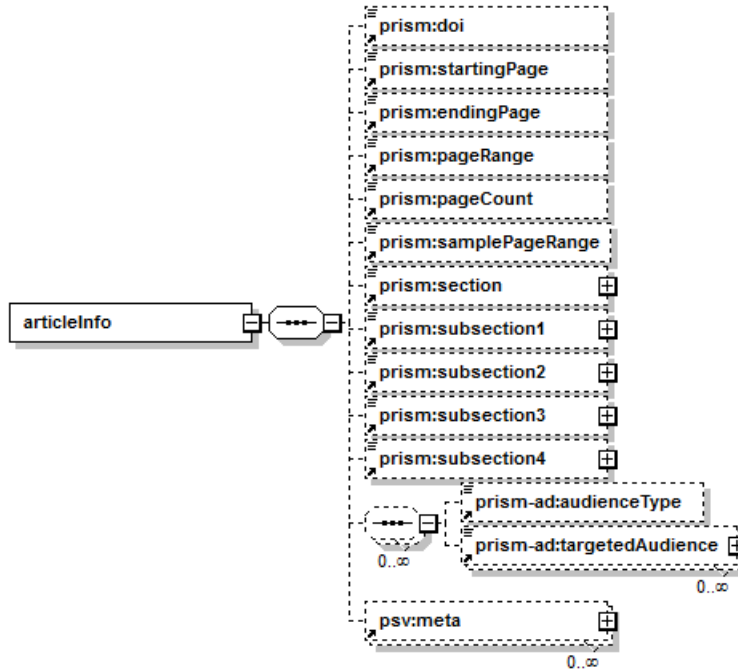 prism:doi
prism:startingPage
prism:endingPage
prism:pageRange
prism:pageCount
prism:samplePageRange
prism:section
articleInfo
prism:subsection1
prism:subsection2
prism:subsection3
prism:subsection4
prism-ad:audienceType
prism-ad:targetedAudience
0..∞
0..∞
psv:meta
0..∞